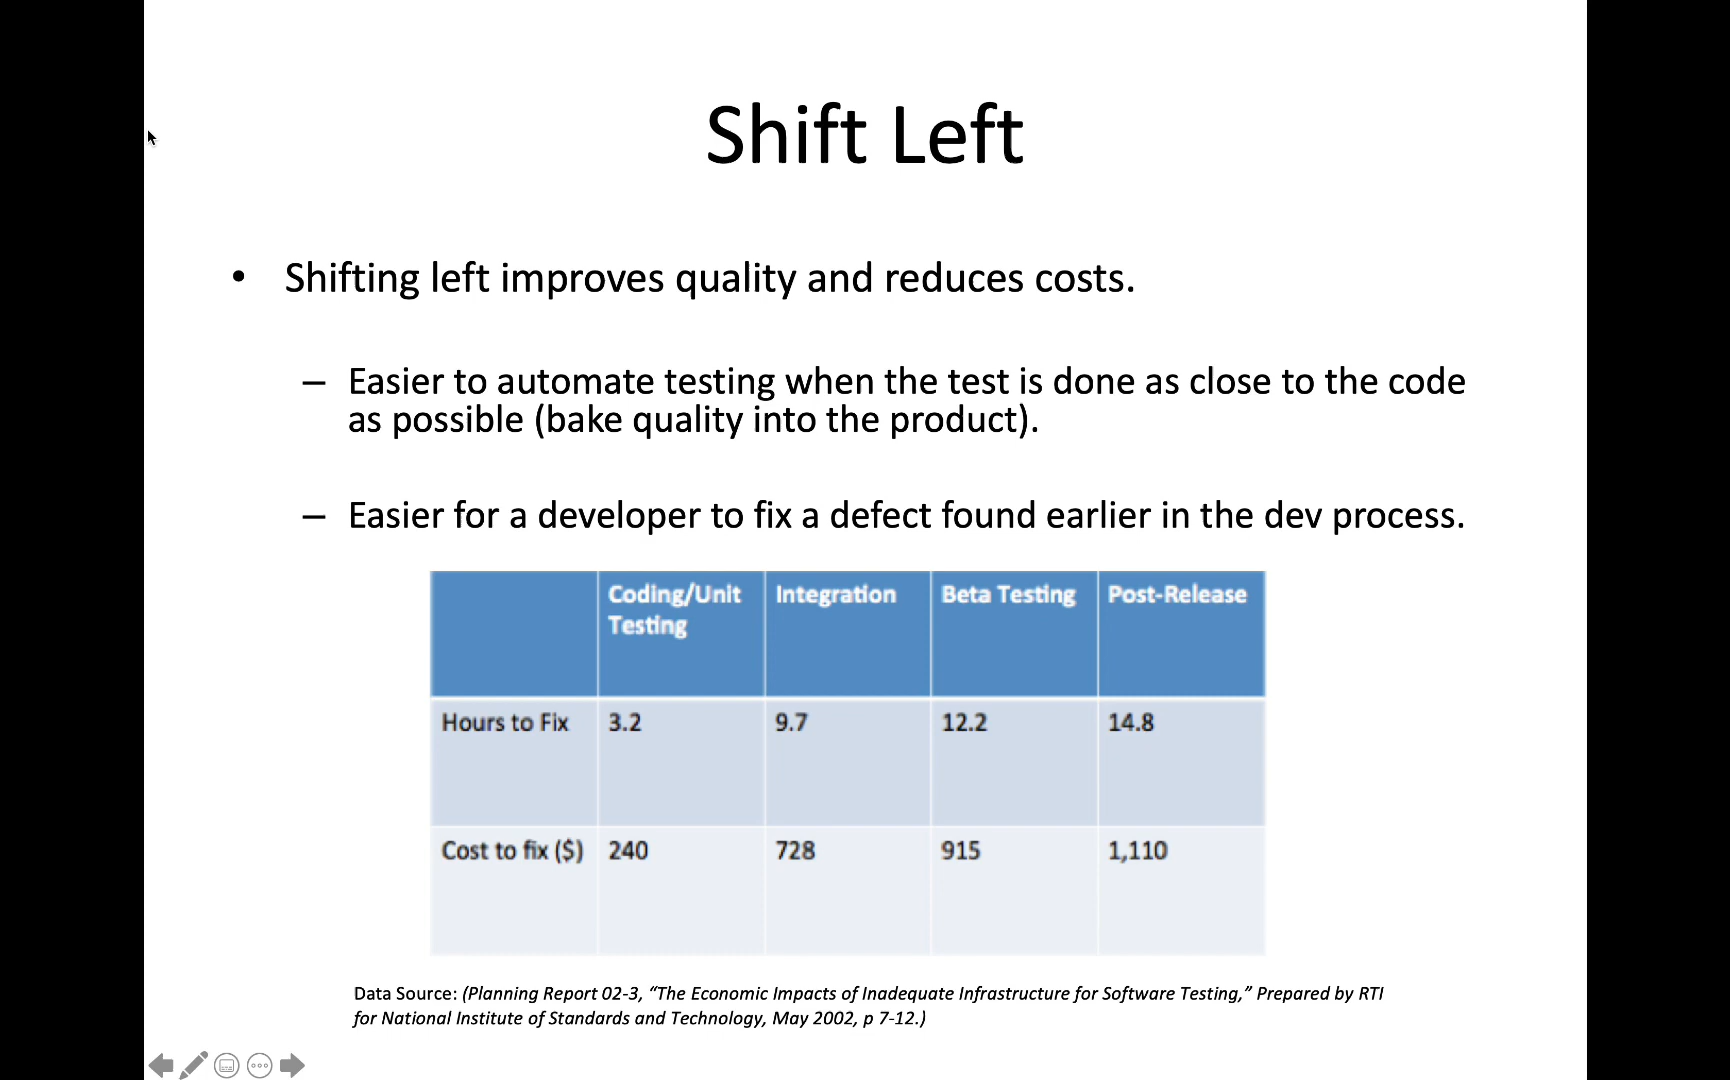 Shift Left
• Shifting left improves quality and reduces costs.
– Easier to automate testing when the test is done as close to the code
as possible (bake quality into the product).
– Easier for a developer to fix a defect found earlier in the dev process.
Coding/Unit Testing Integration Beta Testing Post-Release
Hours to Fix 3.2 9.7 12.2 14.8
Cost to fix ($) 240 728 915 1,110
Data Source: (Planning Report 02-3, “The Economic Impacts of Inadequate Infrastructure for Software Testing,” Prepared by RTI
for National Institute of Standards and Technology, May 2002, p 7-12.)